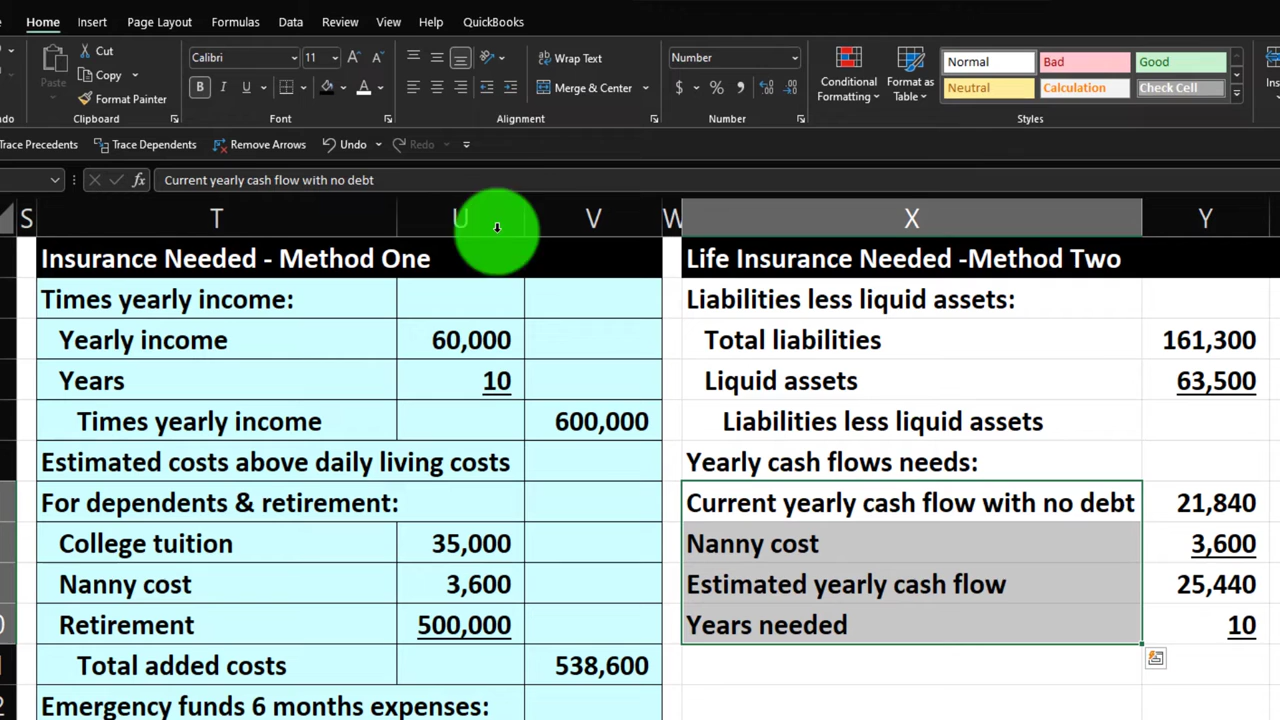 Home Insert Page Layout Formulas Data Review View Help QuickBooks
Cut
Copy
Format Painter
Paste
Clipboard
Calibri 11 A A
B I U A
Font
Wrap Text
Merge & Center
Alignment
Number
$ % ,
Number
Conditional Formatting
Format as Table
Normal Bad Good
Neutral Calculation Check Cell
Styles
Trace Precedents Trace Dependents Remove Arrows Undo Redo
fx Current yearly cash flow with no debt
S T U V W X Y
Insurance Needed - Method One
Times yearly income:
Yearly income 60,000
Years 10
Times yearly income 600,000
Estimated costs above daily living costs
For dependents & retirement:
College tuition 35,000
Nanny cost 3,600
Retirement 500,000
Total added costs 538,600
Emergency funds 6 months expenses:
Life Insurance Needed -Method Two
Liabilities less liquid assets:
Total liabilities 161,300
Liquid assets 63,500
Liabilities less liquid assets
Yearly cash flows needs:
Current yearly cash flow with no debt 21,840
Nanny cost 3,600
Estimated yearly cash flow 25,440
Years needed 10